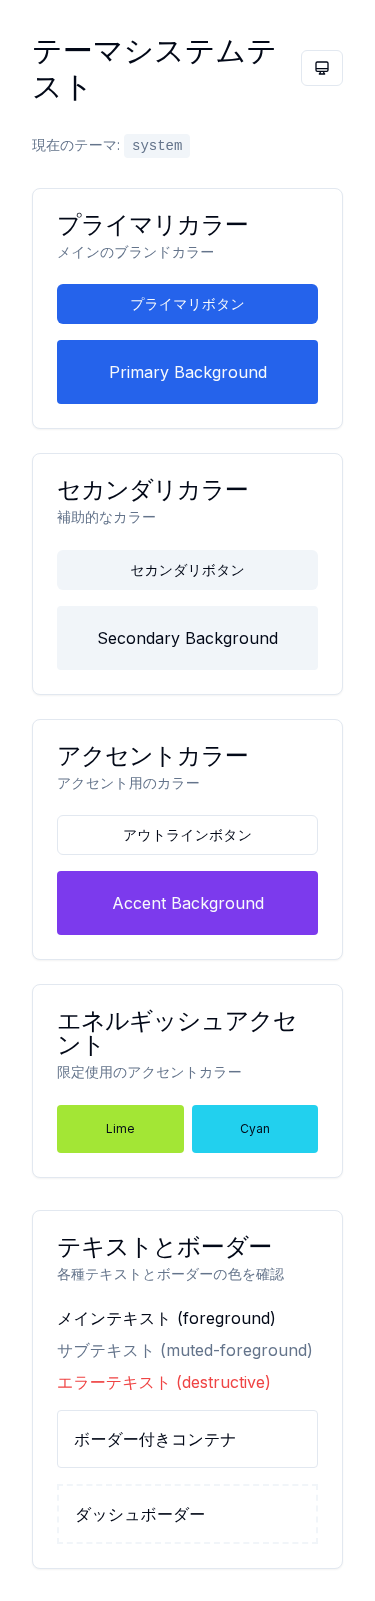 テーマシステムテ
スト
現在のテーマ: system
プライマリカラー
メインのブランドカラー
プライマリボタン
Primary Background
セカンダリカラー
補助的なカラー
セカンダリボタン
Secondary Background
アクセントカラー
アクセント用のカラー
アウトラインボタン
Accent Background
エネルギッシュアクセ
ント
限定使用のアクセントカラー
Lime Cyan
テキストとボーダー
各種テキストとボーダーの色を確認
メインテキスト (foreground)
サブテキスト (muted-foreground)
エラーテキスト (destructive)
ボーダー付きコンテナ
ダッシュボーダー